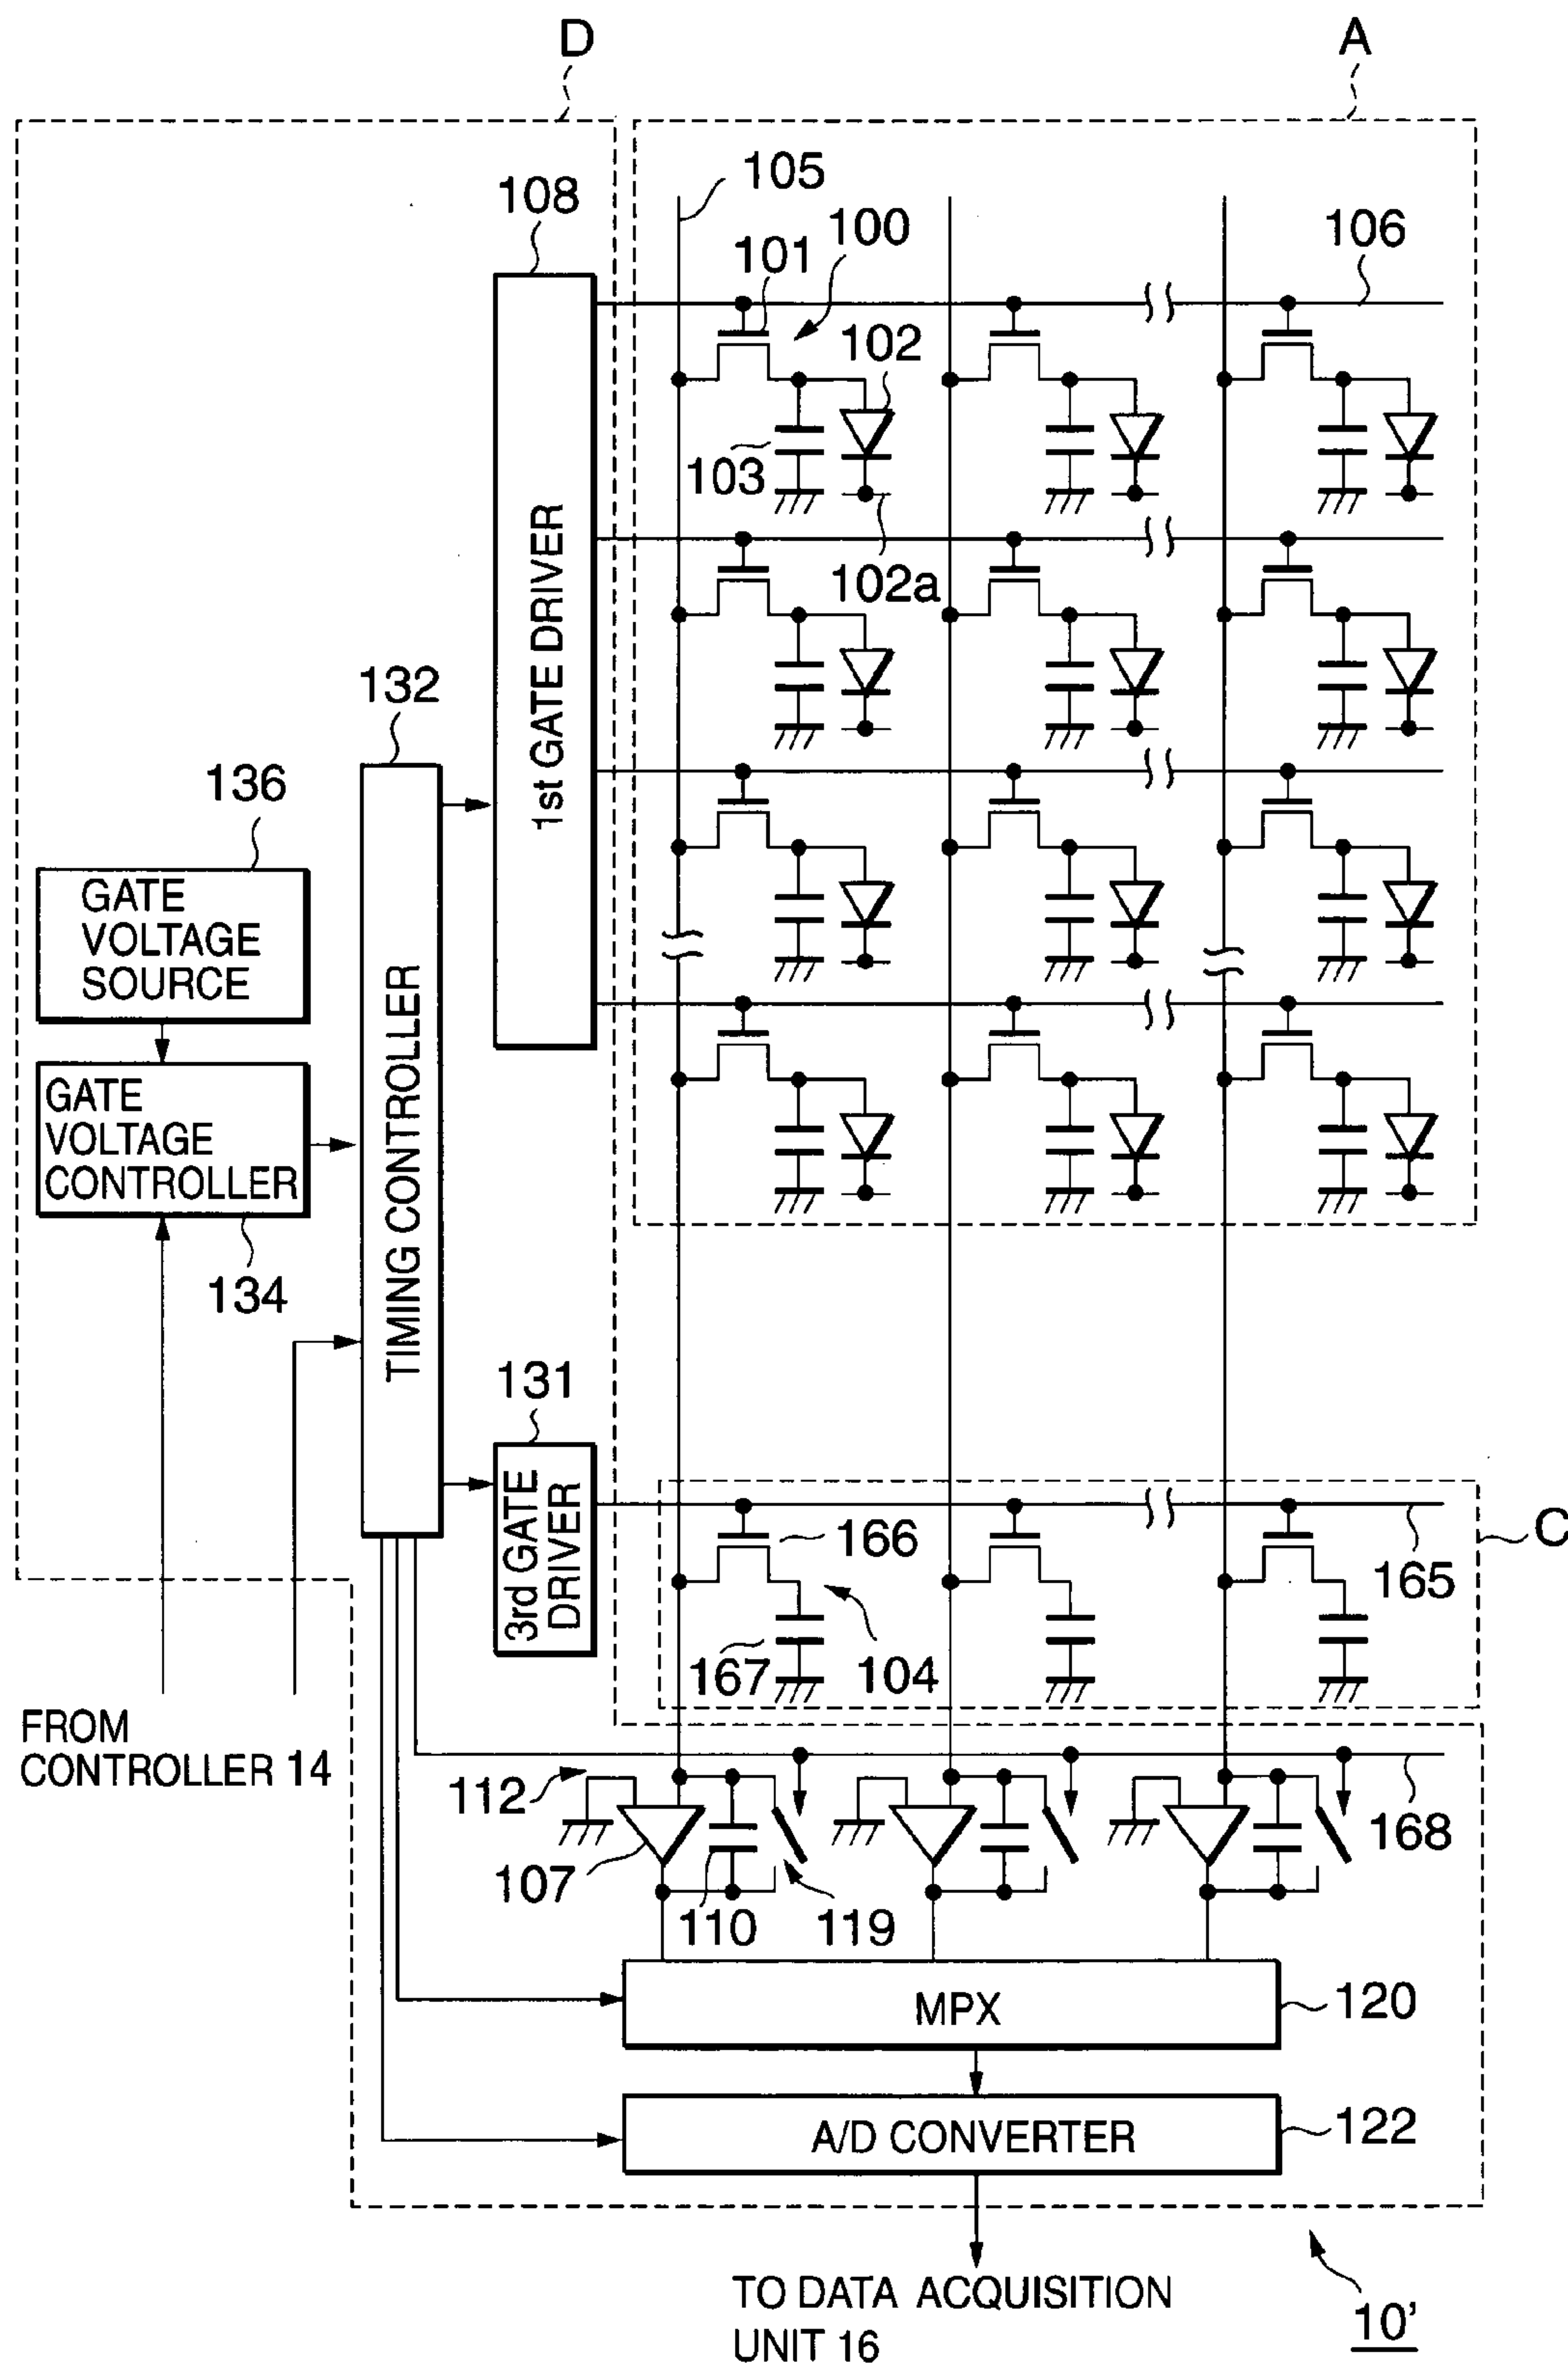 D
A
105
108
101
100
106
102
103
102a
1st GATE DRIVER
132
136
GATE
VOLTAGE
SOURCE
GATE
VOLTAGE
CONTROLLER
134
TIMING CONTROLLER
131
3rd GATE
DRIVER
166
C
165
167
104
FROM
CONTROLLER 14
112
168
107
110
119
MPX
120
A/D CONVERTER
122
TO DATA ACQUISITION
UNIT 16
10'